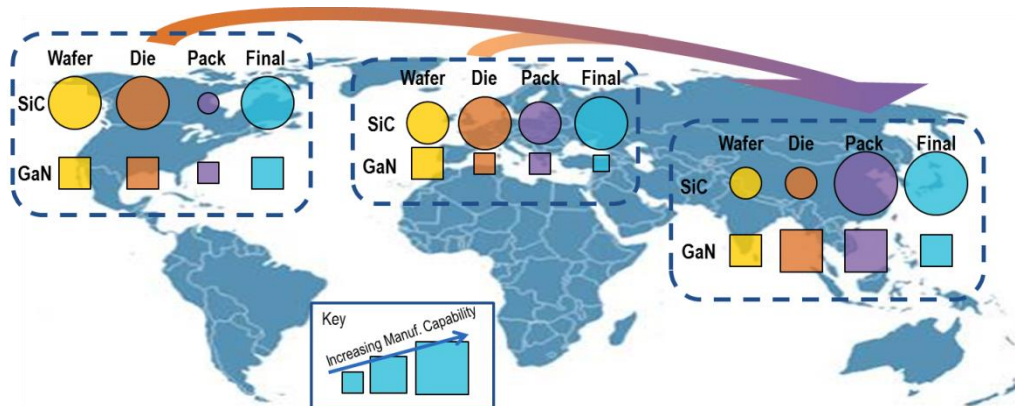 Wafer Die Pack Final
SiC
GaN
Wafer Die Pack Final
SiC
GaN
Wafer Die Pack Final
SiC
GaN
Key
Increasing Manuf. Capability